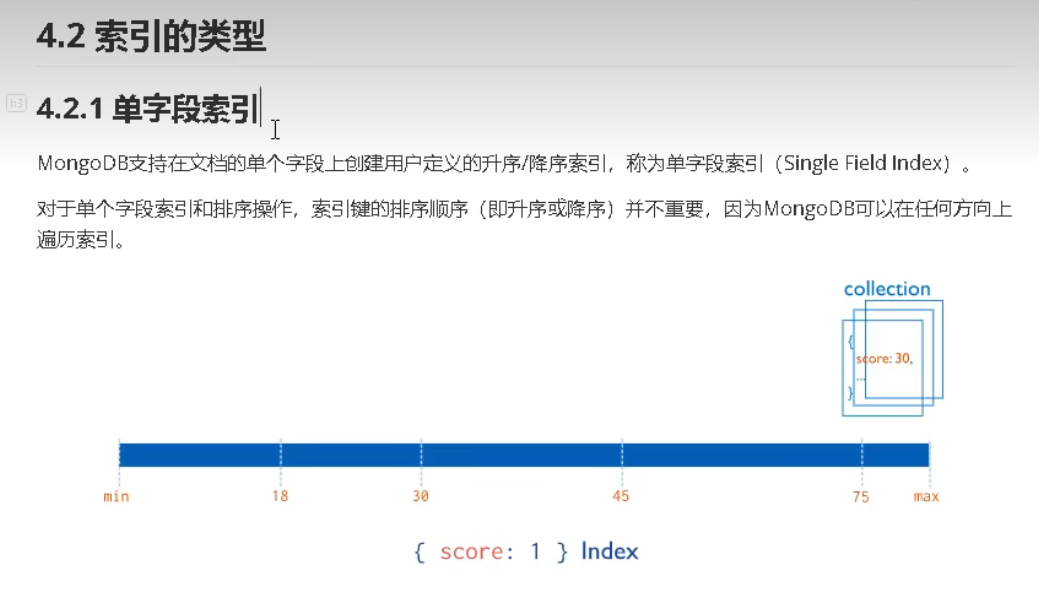 4.2 索引的类型
h3
4.2.1 单字段索引
MongoDB支持在文档的单个字段上创建用户定义的升序/降序索引，称为单字段索引（Single Field Index）。
对于单个字段索引和排序操作，索引键的排序顺序（即升序或降序）并不重要，因为MongoDB可以在任何方向上
遍历索引。
collection
{
score: 30,
...
}
min 18 30 45 75 max
{ score: 1 } Index